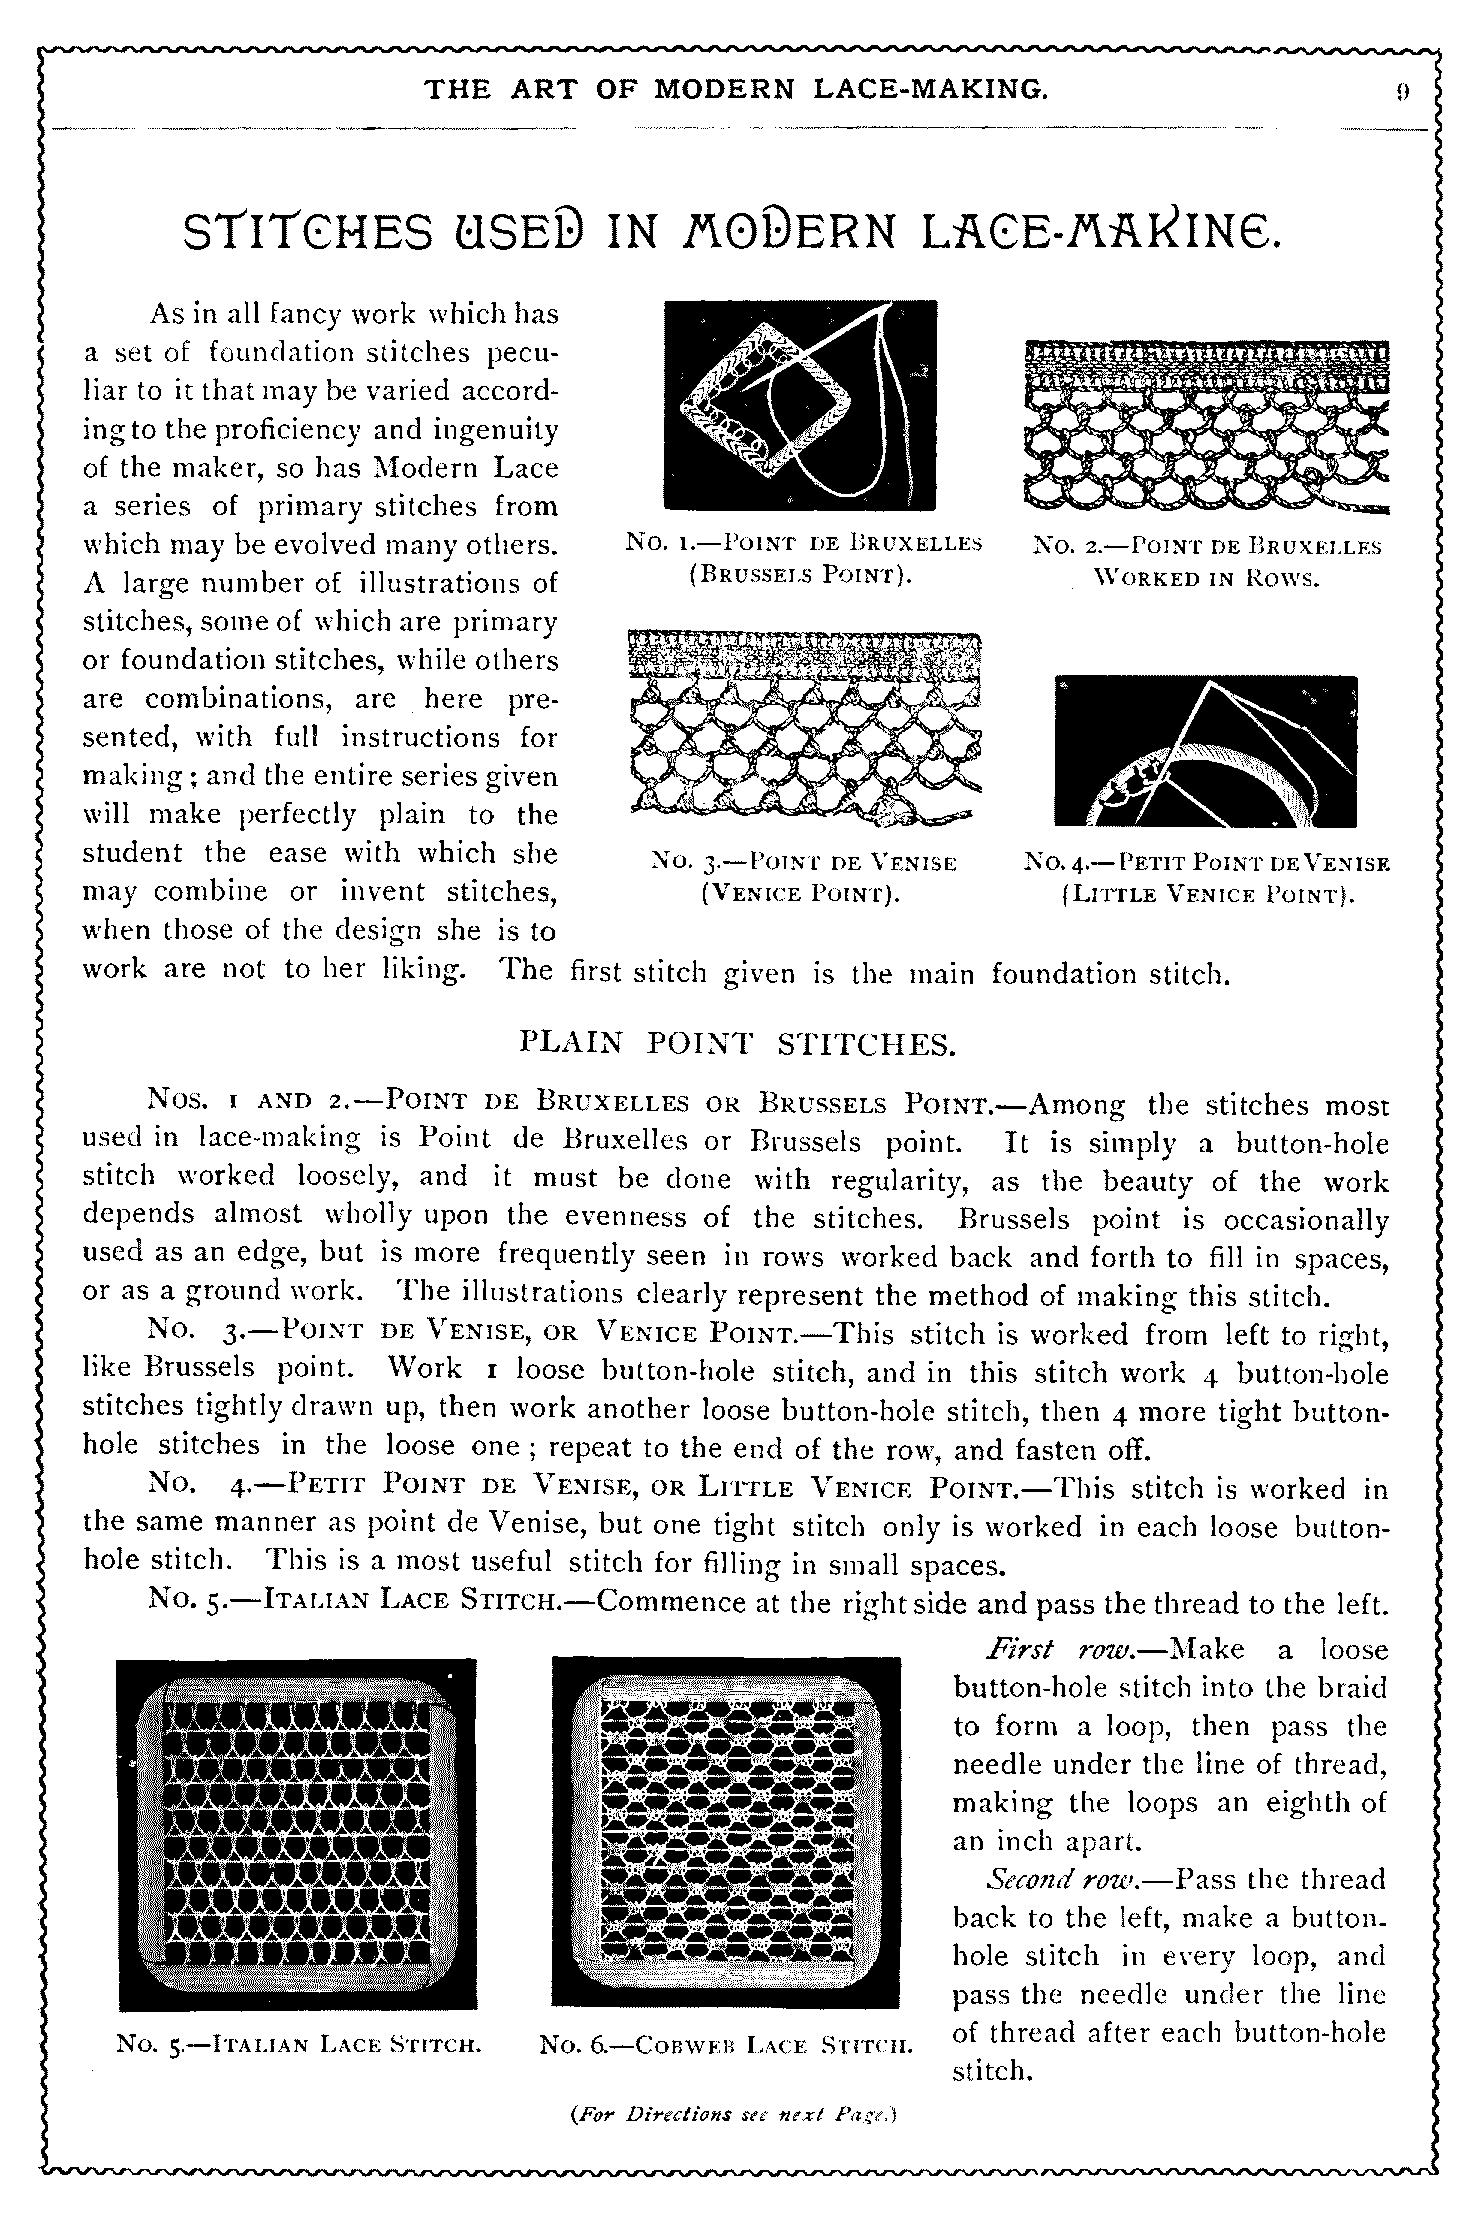 THE ART OF MODERN LACE-MAKING. 9
STITCHES USED IN MODERN LACE-MAKING.
As in all fancy work which has
a set of foundation stitches pecu-
liar to it that may be varied accord-
ing to the proficiency and ingenuity
of the maker, so has Modern Lace
a series of primary stitches from
which may be evolved many others.
A large number of illustrations of
stitches, some of which are primary
or foundation stitches, while others
are combinations, are here pre-
sented, with full instructions for
making; and the entire series given
will make perfectly plain to the
student the ease with which she
may combine or invent stitches,
when those of the design she is to
work are not to her liking. The first stitch given is the main foundation stitch.
No. 1.—Point de Bruxelles
(Brussels Point).
No. 2.—Point de Bruxelles
Worked in Rows.
No. 3.—Point de Venise
(Venice Point).
No. 4.—Petit Point de Venise
(Little Venice Point).
PLAIN POINT STITCHES.
Nos. 1 and 2.—Point de Bruxelles or Brussels Point.—Among the stitches most
used in lace-making is Point de Bruxelles or Brussels point. It is simply a button-hole
stitch worked loosely, and it must be done with regularity, as the beauty of the work
depends almost wholly upon the evenness of the stitches. Brussels point is occasionally
used as an edge, but is more frequently seen in rows worked back and forth to fill in spaces,
or as a ground work. The illustrations clearly represent the method of making this stitch.
No. 3.—Point de Venise, or Venice Point.—This stitch is worked from left to right,
like Brussels point. Work 1 loose button-hole stitch, and in this stitch work 4 button-hole
stitches tightly drawn up, then work another loose button-hole stitch, then 4 more tight button-
hole stitches in the loose one; repeat to the end of the row, and fasten off.
No. 4.—Petit Point de Venise, or Little Venice Point.—This stitch is worked in
the same manner as point de Venise, but one tight stitch only is worked in each loose button-
hole stitch. This is a most useful stitch for filling in small spaces.
No. 5.—Italian Lace Stitch.—Commence at the right side and pass the thread to the left.
First row.—Make a loose
button-hole stitch into the braid
to form a loop, then pass the
needle under the line of thread,
making the loops an eighth of
an inch apart.
Second row.—Pass the thread
back to the left, make a button-
hole stitch in every loop, and
pass the needle under the line
of thread after each button-hole
stitch.
No. 5.—Italian Lace Stitch.
No. 6.—Cobweb Lace Stitch.
(For Directions see next Page.)